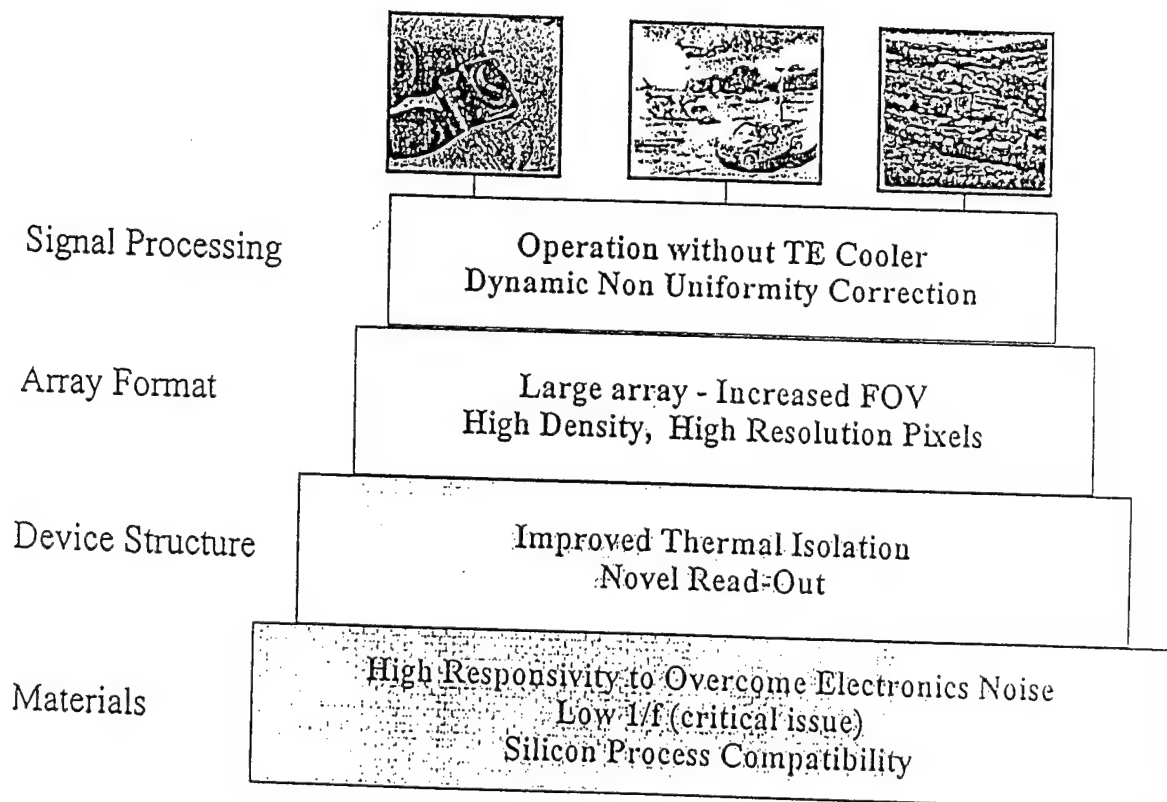 Signal Processing
Operation without TE Cooler
Dynamic Non Uniformity Correction
Array Format
Large array - Increased FOV
High Density, High Resolution Pixels
Device Structure
Improved Thermal Isolation
Novel Read-Out
Materials
High Responsivity to Overcome Electronics Noise
Low 1/f (critical issue)
Silicon Process Compatibility